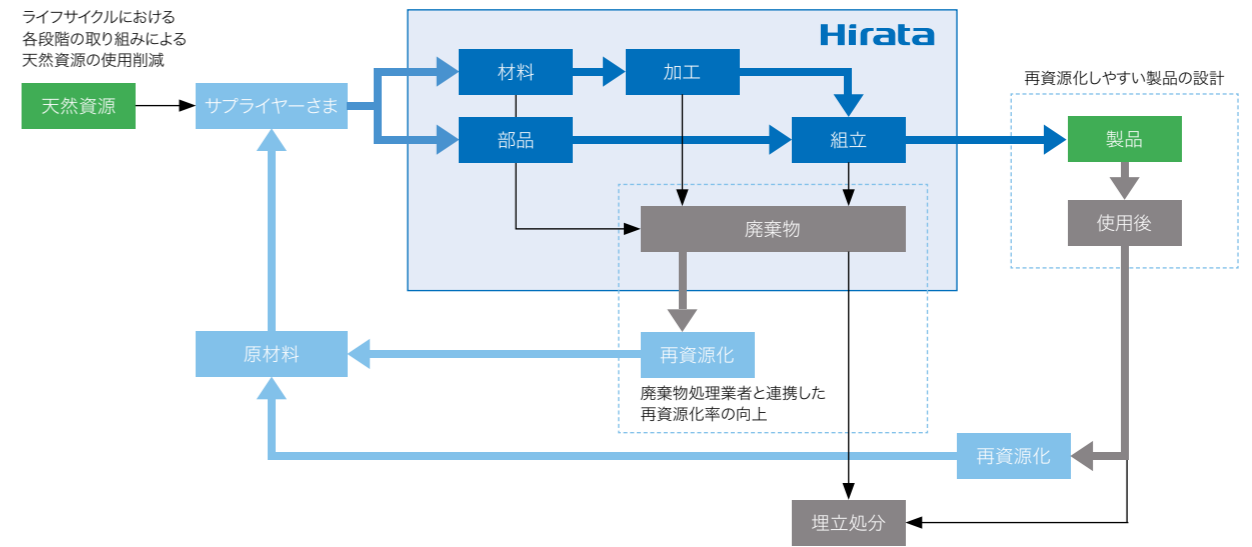 ライフサイクルにおける
各段階の取り組みによる
天然資源の使用削減
Hirata
天然資源
サプライヤーさま
材料
加工
部品
組立
再資源化しやすい製品の設計
製品
使用後
廃棄物
原材料
再資源化
廃棄物処理業者と連携した
再資源化率の向上
再資源化
埋立処分